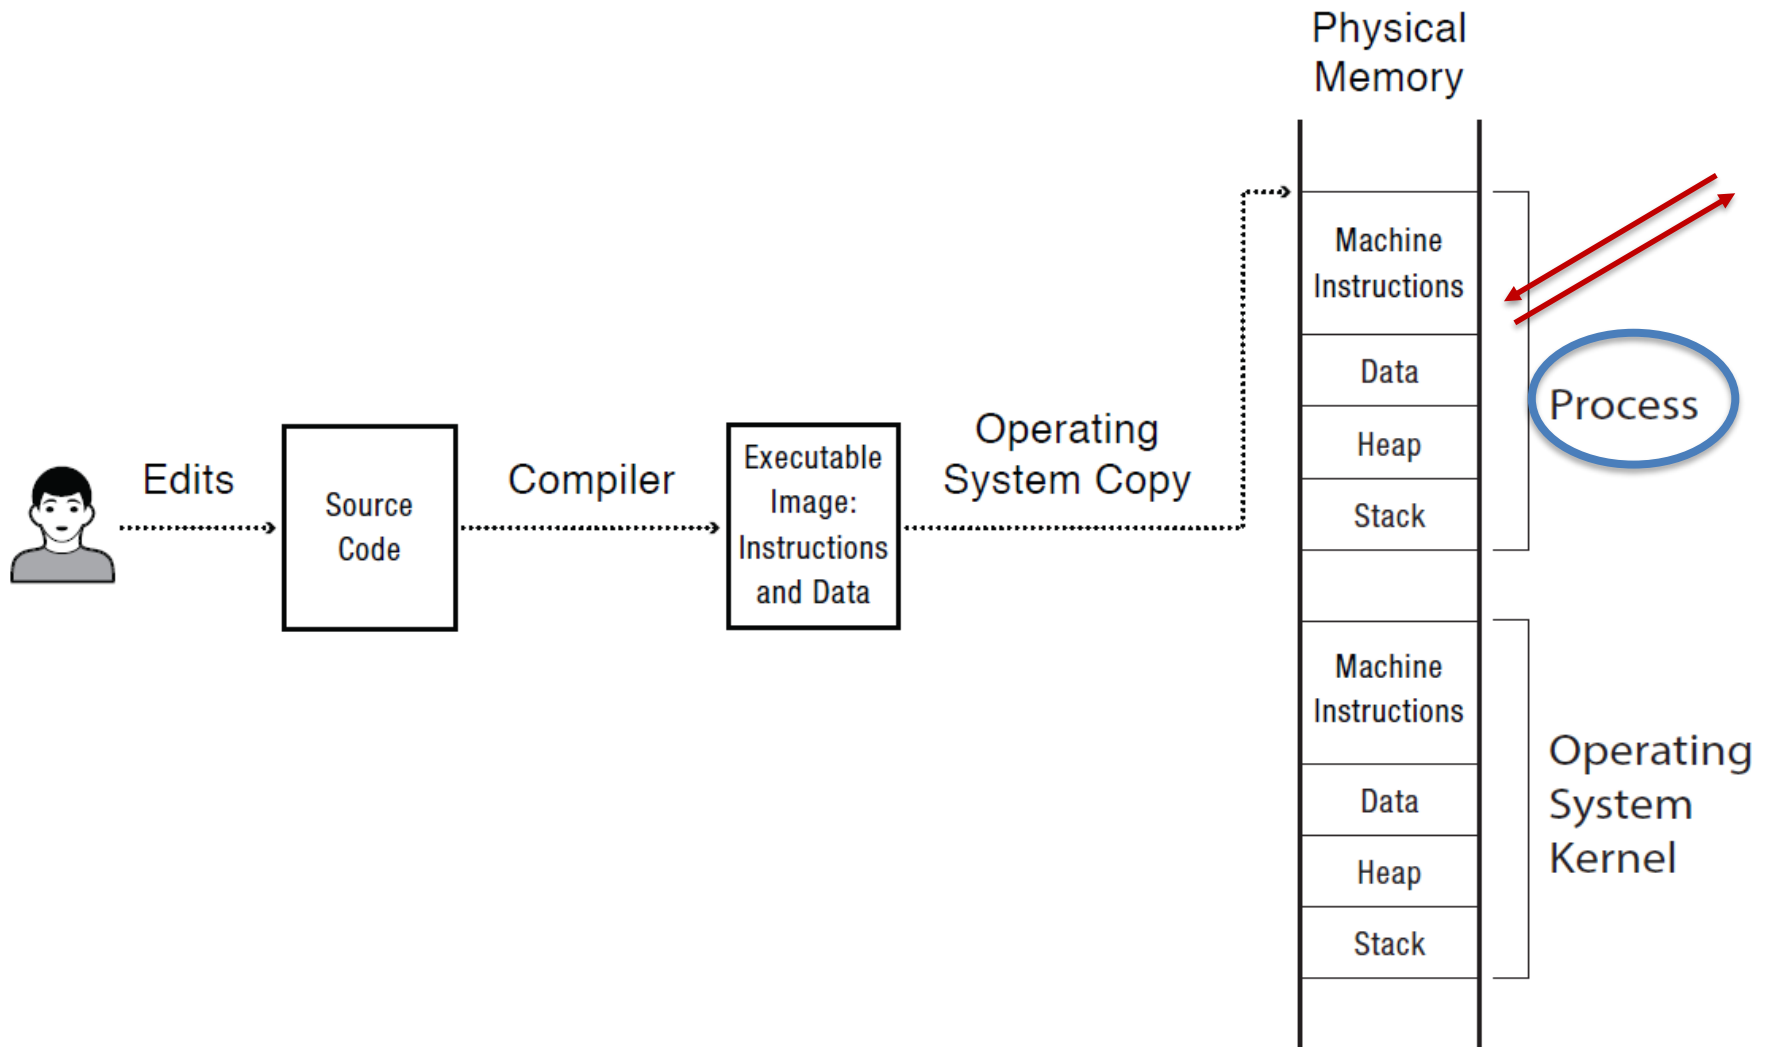 Physical
Memory
Machine
Instructions
Data
Heap
Stack
Process
Edits
Source
Code
Compiler
Executable
Image:
Instructions
and Data
Operating
System Copy
Machine
Instructions
Data
Heap
Stack
Operating
System
Kernel